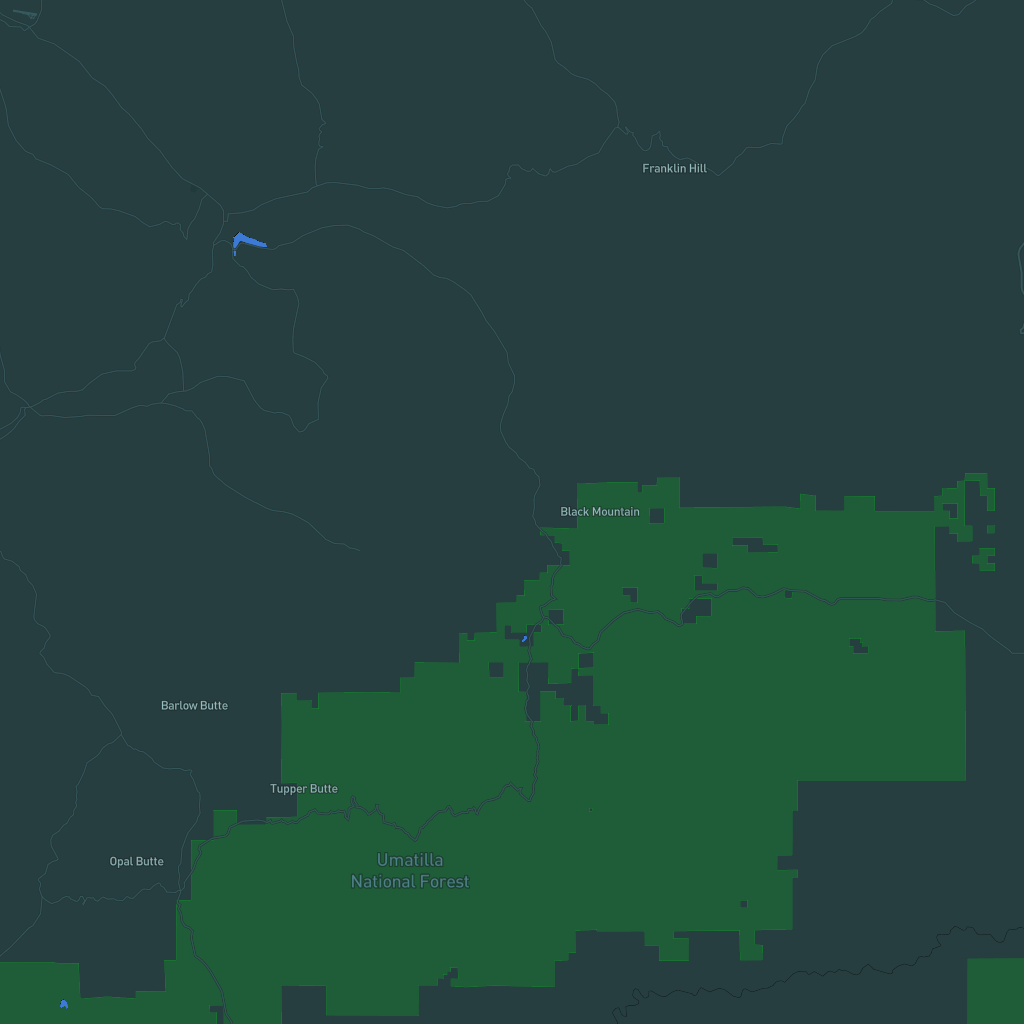 Franklin Hill
Black Mountain
Barlow Butte
Tupper Butte
Opal Butte
Umatilla
National Forest